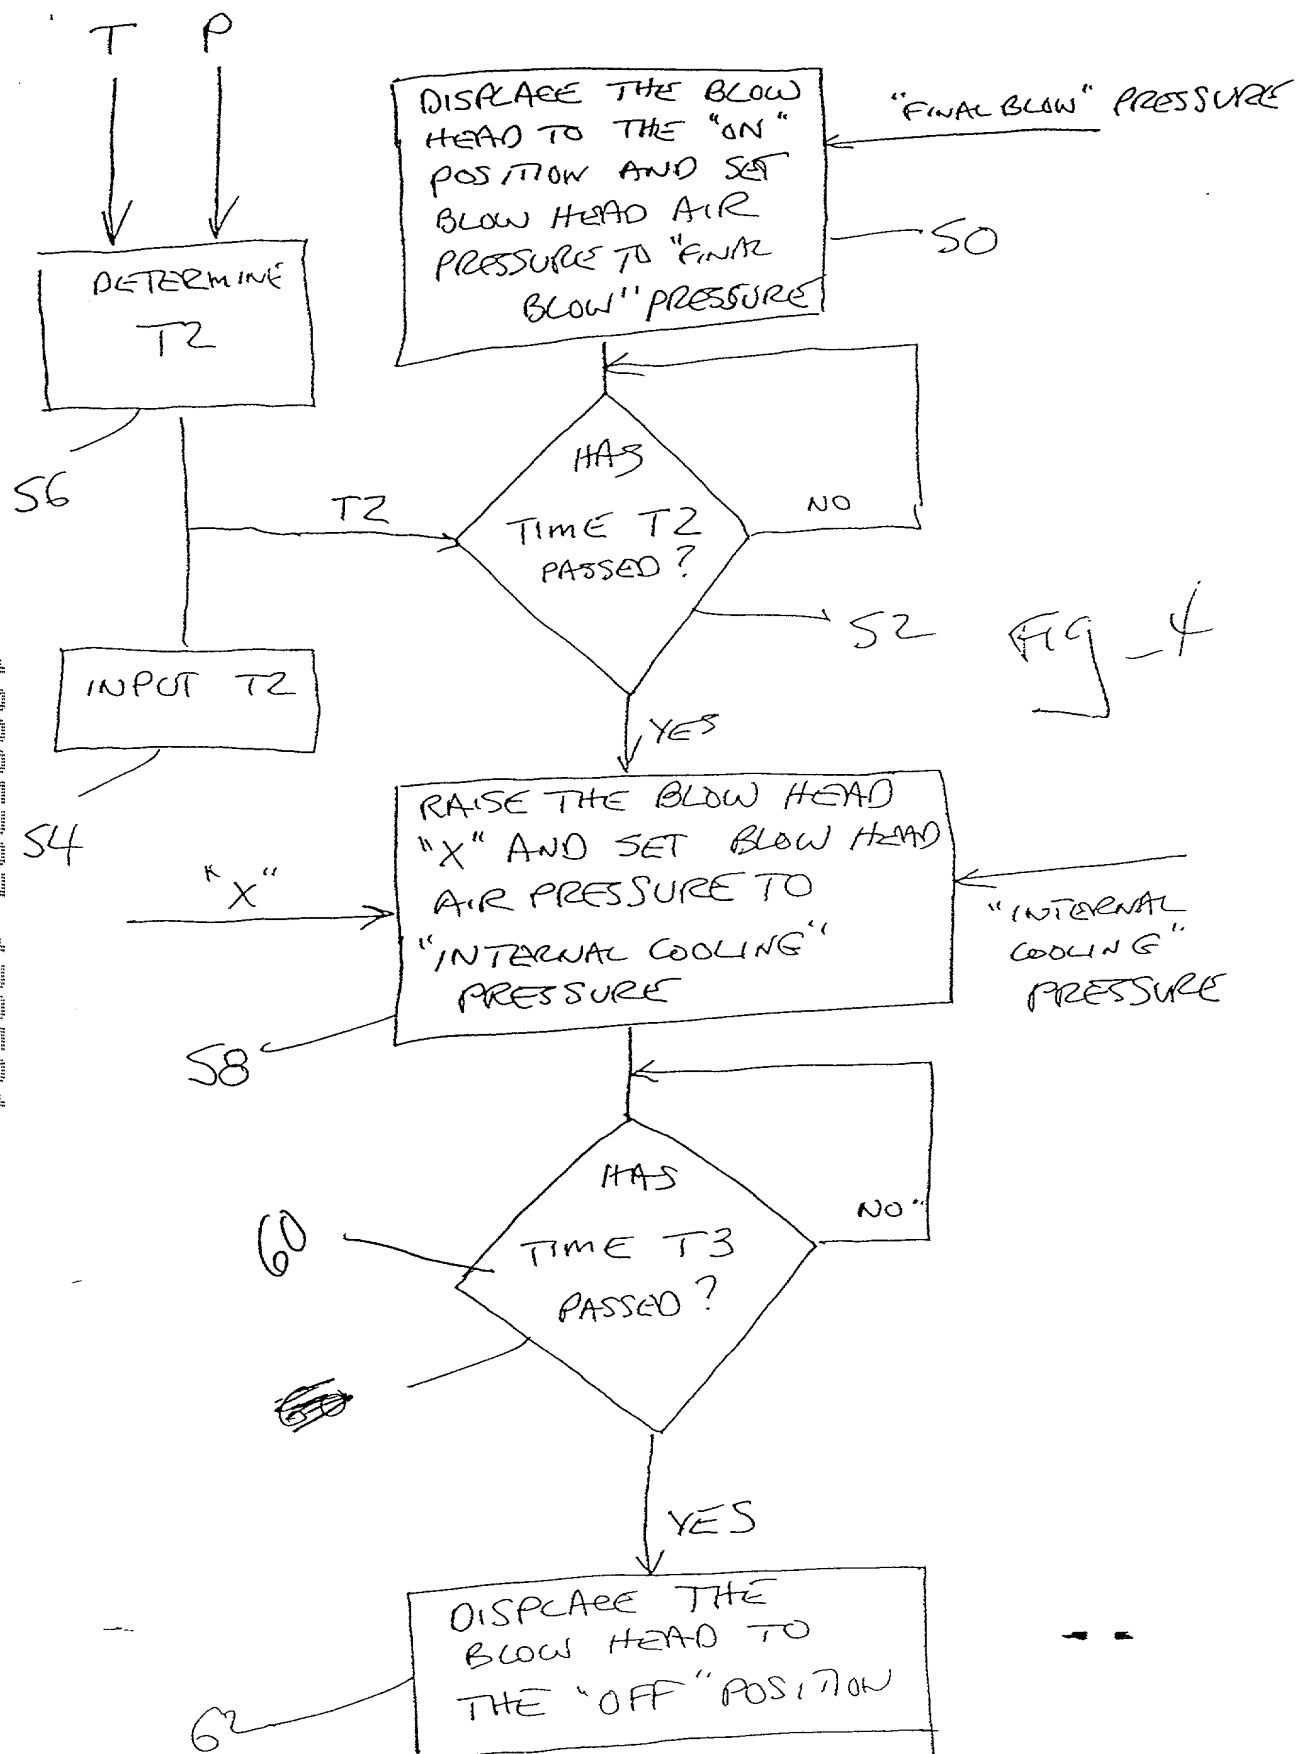 T P
DISPLACE THE BLOW
HEAD TO THE "ON"
POSITION AND SET
BLOW HEAD AIR
PRESSURE TO "FINAL
BLOW" PRESSURE
"FINAL BLOW" PRESSURE
50
DETERMINE
T2
56
T2
HAS
TIME T2
PASSED?
NO
52
FIG_4
INPUT T2
54
YES
RAISE THE BLOW HEAD
"X" AND SET BLOW HEAD
AIR PRESSURE TO
"INTERNAL COOLING"
PRESSURE
"X"
"INTERNAL
COOLING"
PRESSURE
58
HAS
TIME T3
PASSED?
NO"
60
YES
DISPLACE THE
BLOW HEAD TO
THE "OFF" POSITION
62